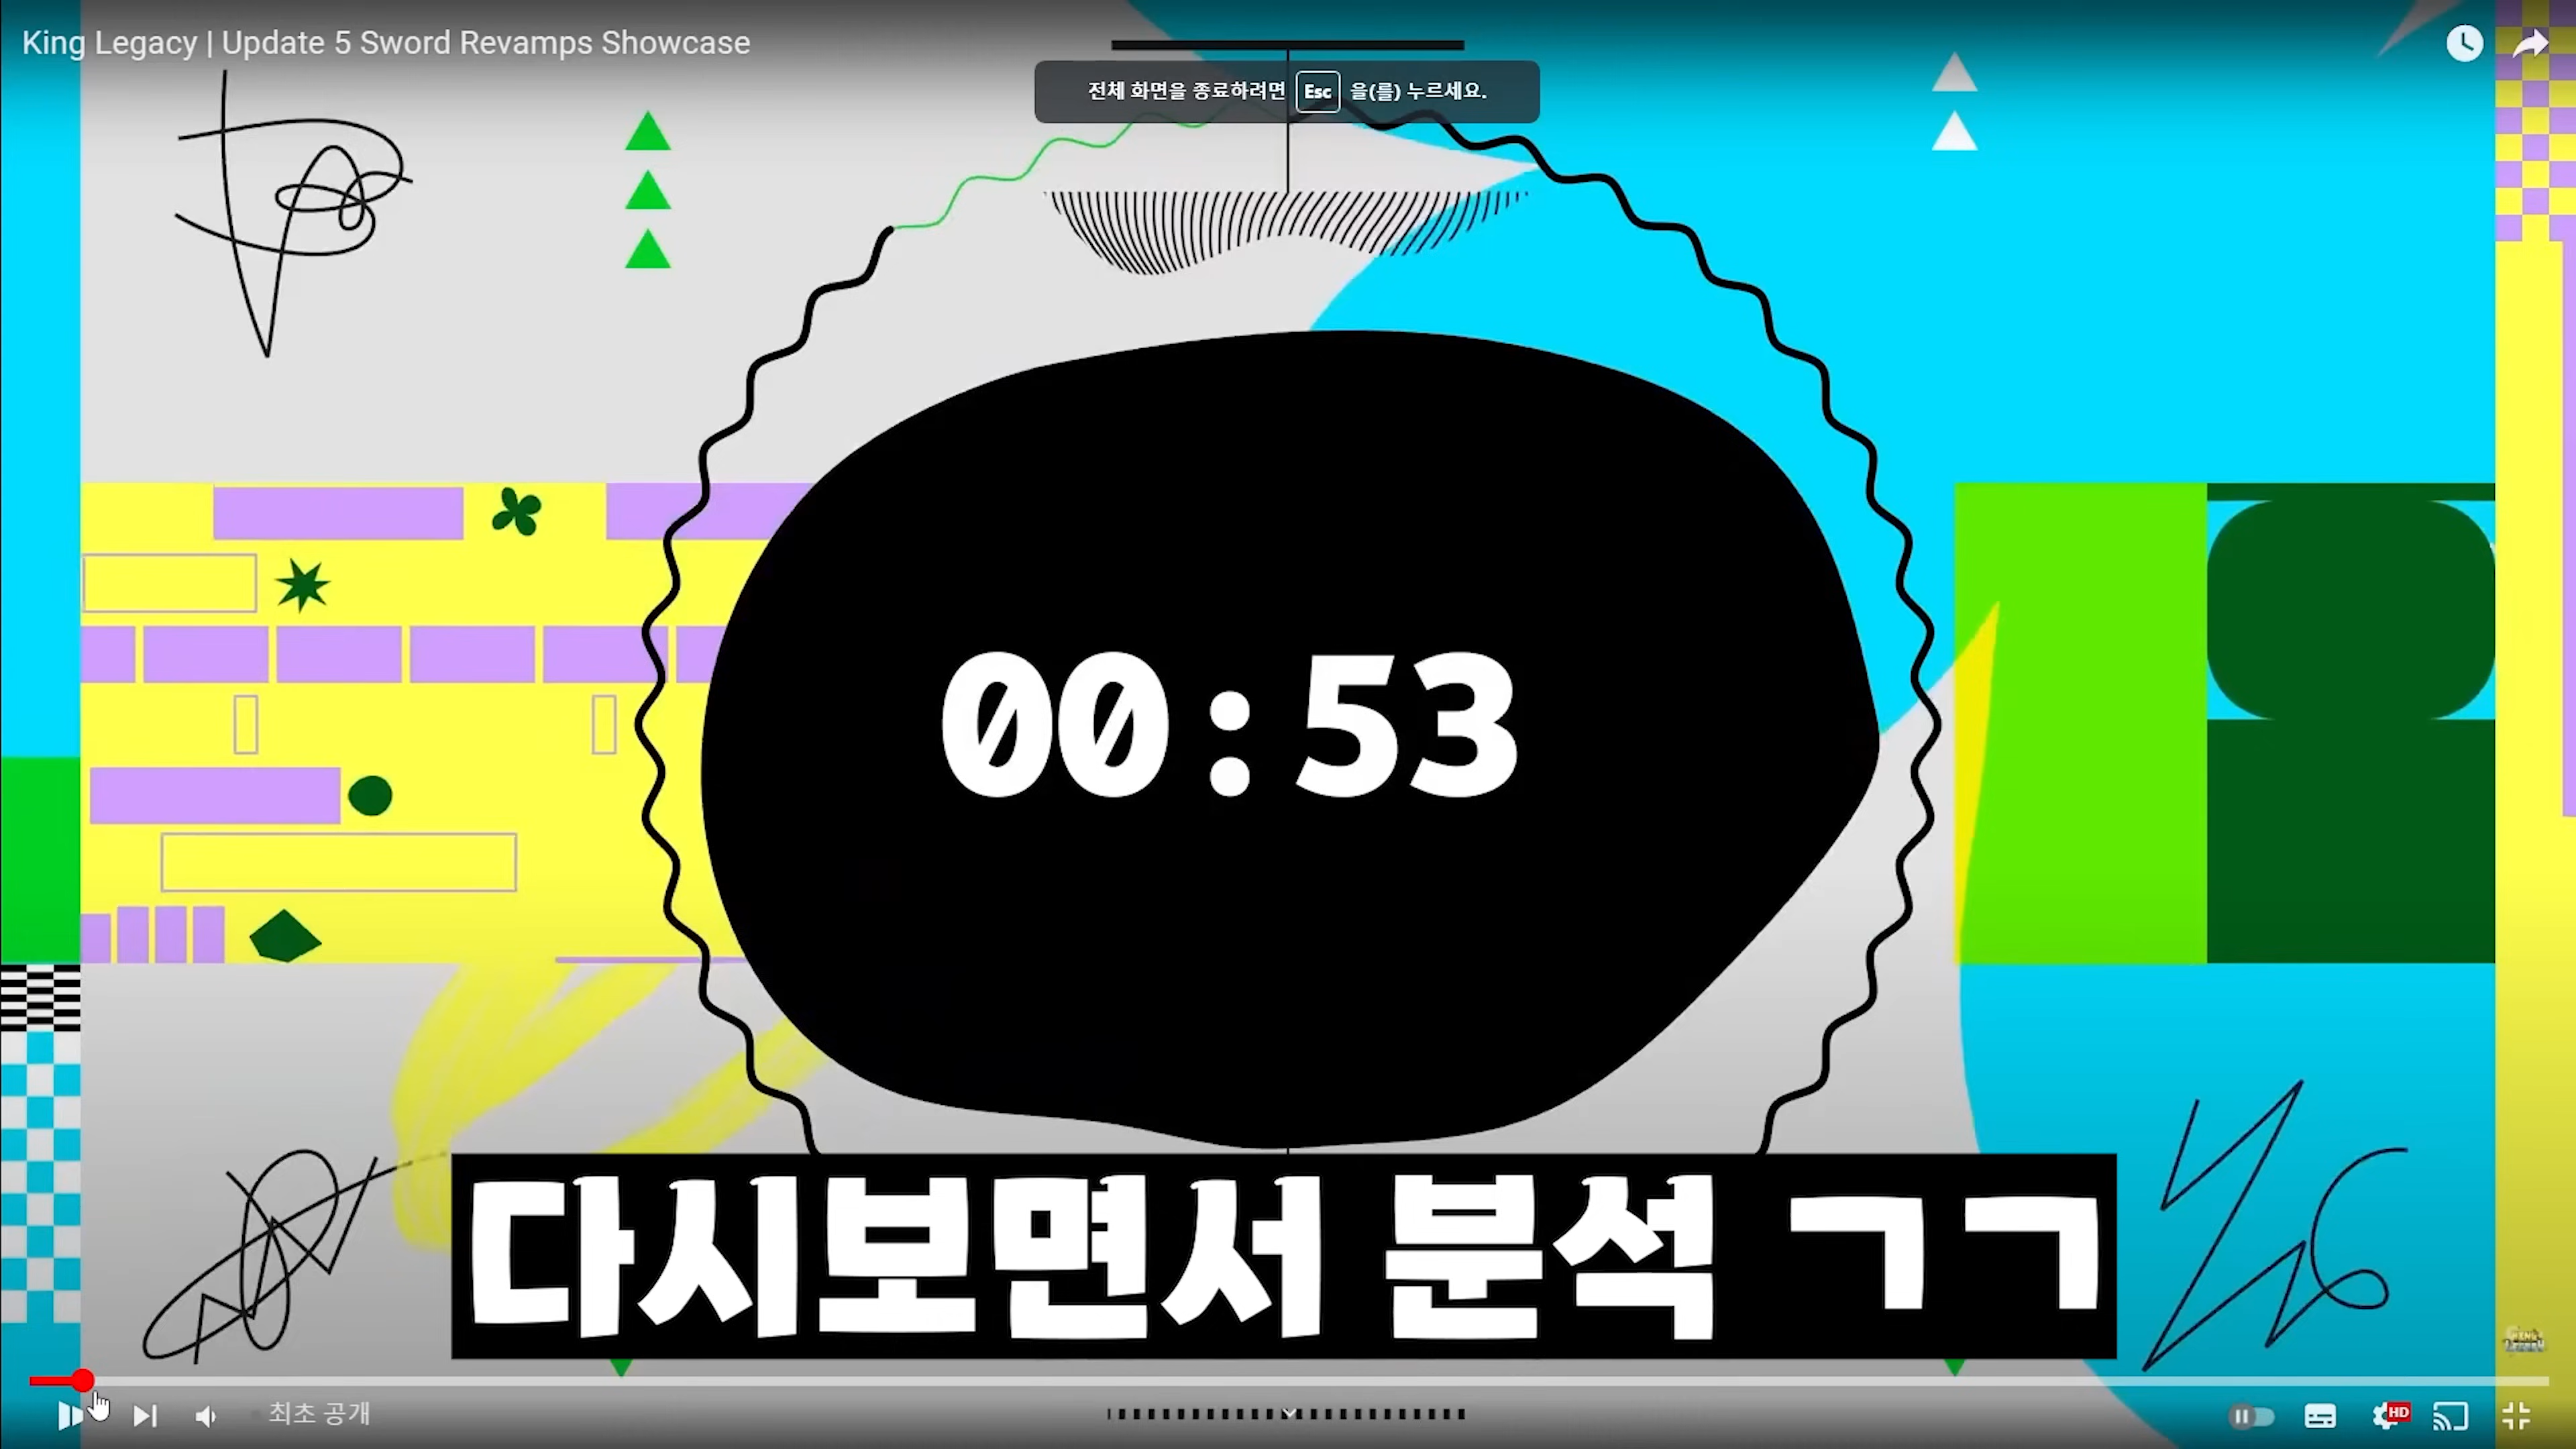 King Legacy | Update 5 Sword Revamps Showcase
전체 화면을 종료하려면 Esc 을(를) 누르세요.
00:53
다시보면서 분석 ㄱㄱ
최초 공개
HD